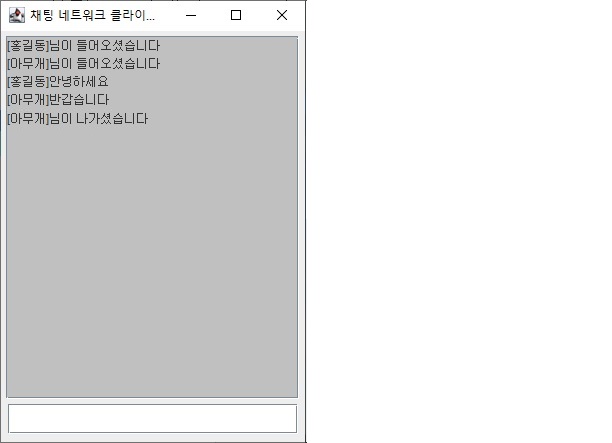 채팅 네트워크 클라이...
[홍길동]님이 들어오셨습니다
[아무개]님이 들어오셨습니다
[홍길동]안녕하세요
[아무개]반갑습니다
[아무개]님이 나가셨습니다